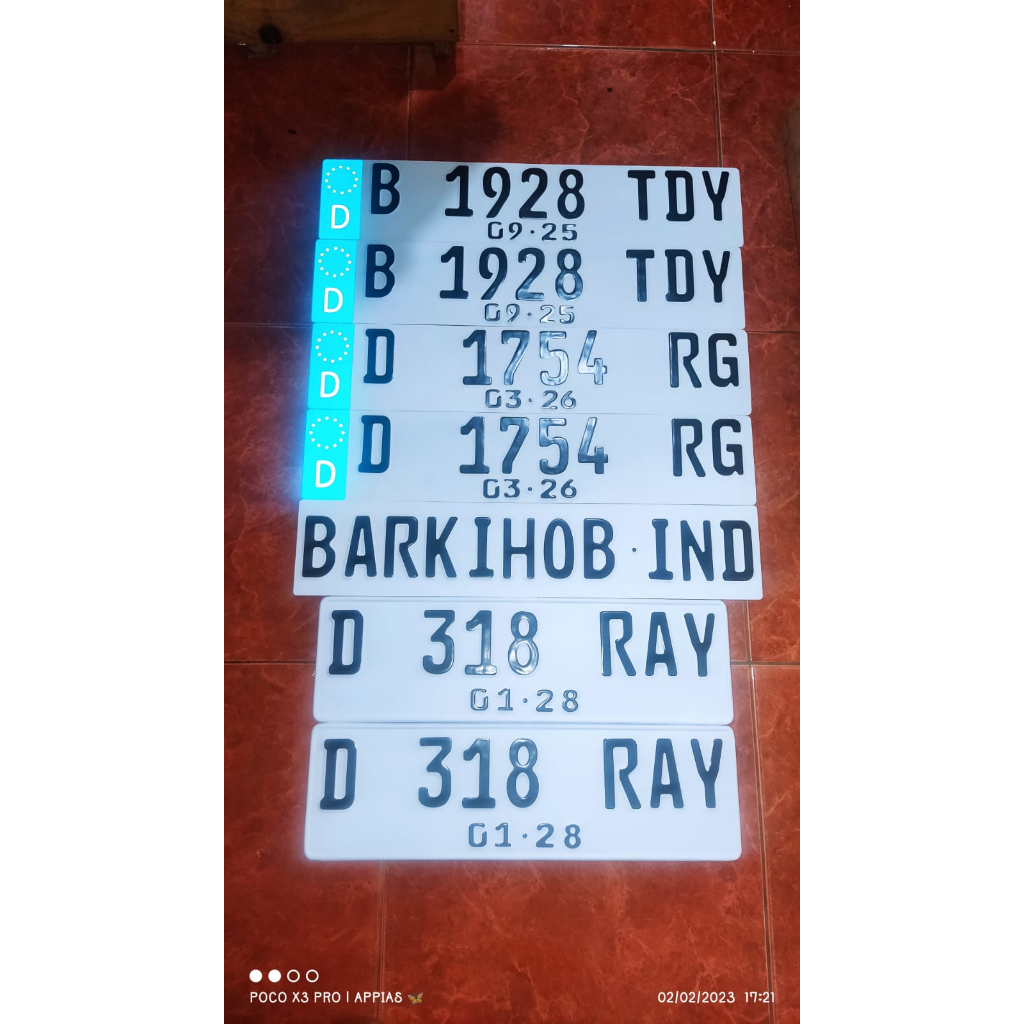 D B 1928 TDY
09·25
D B 1928 TDY
09·25
D D 1754 RG
03·26
D D 1754 RG
03·26
BARKIHOB·IND
D 318 RAY
01·28
D 318 RAY
01·28
POCO X3 PRO | APPIAS 🦋 02/02/2023 17:21